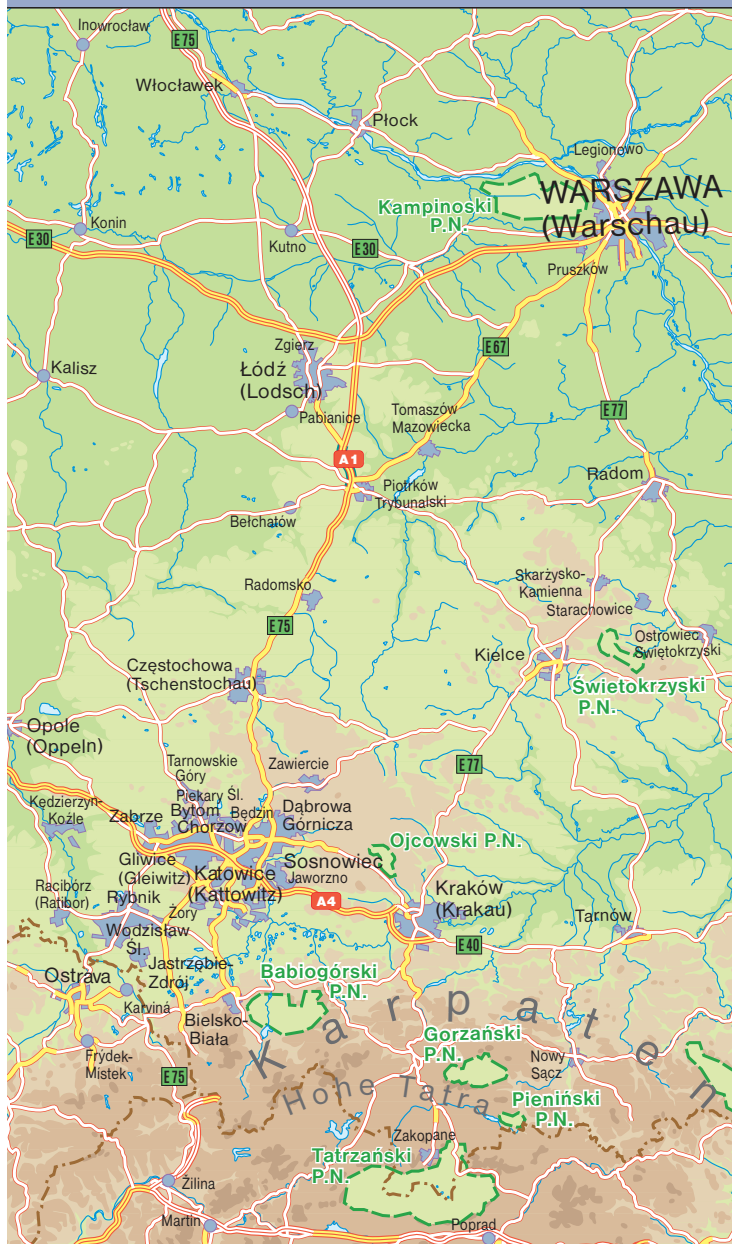 Inowrocław
E75
Włocławek
Płock
Legionowo
WARSZAWA
(Warschau)
Kampinoski
P.N.
Konin
E30
Kutno
E30
Pruszków
Zgierz
E67
Łódź
(Lodsch)
Kalisz
Pabianice
Tomaszów
Mazowiecka
E77
A1
Piotrków
Trybunalski
Radom
Bełchatów
Radomsko
Skarżysko-
Kamienna
Starachowice
E75
Ostrowiec
Swiętokrzyski
Kielce
Częstochowa
(Tschenstochau)
Świetokrzyski
P.N.
Opole
(Oppeln)
Tarnowskie
Góry
Zawiercie
E77
Piekary Śl.
Kędzierzyn-
Koźle
Zabrze
Bytom
Będzin
Chorzow
Dąbrowa
Górnicza
Ojcowski P.N.
Gliwice
(Gleiwitz)
Katowice
(Kattowitz)
Sosnowiec
Jaworzno
Racibórz
(Ratibor)
Rybnik
Żory
A4
Kraków
(Krakau)
Tarnów
Wodzisław
Śl.
E40
Jastrzębie-
Zdrój
Ostrava
Babiogórski
P.N.
Karviná
Bielsko-
Biała
Karpaten
Gorzański
P.N.
Frýdek-
Mistek
Nowy
Sącz
E75
Hohe Tatra
Pieniński
P.N.
Zakopane
Tatrzański
P.N.
Žilina
Martin
Poprad